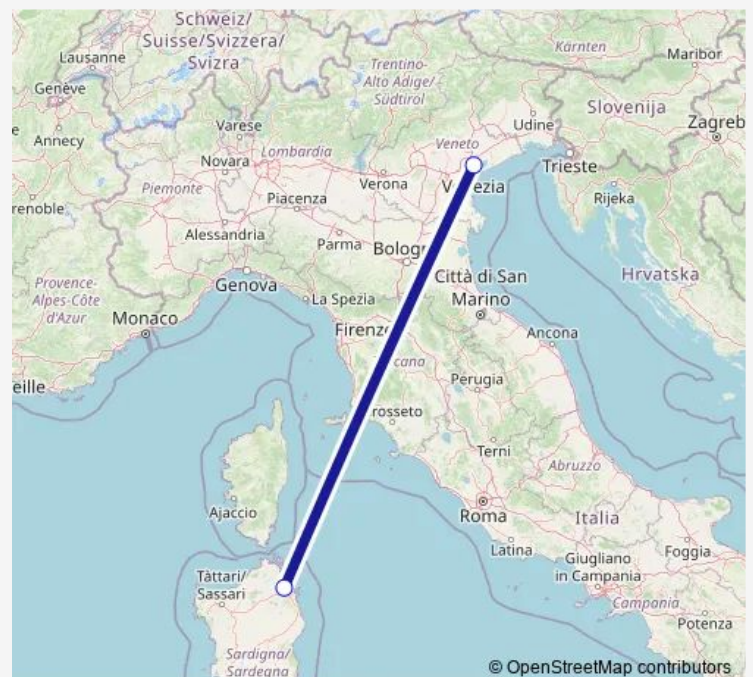 Schweiz/
Suisse/Svizzera/
Svizra
Lausanne
Genève
Annecy
Trentino-
Alto Adige/
Südtirol
Kärnten
Maribor
Slovenija
Udine
Zagreb
Varese
Novara
Lombardia
Veneto
Trieste
Piemonte
Piacenza
Verona
V ezia
Rijeka
renoble
Alessandria
Parma
Bologn
Genova
Città di San
Marino
Hrvatska
Provence-
Alpes-Côte
d'Azur
La Spezia
Monaco
Firenze
Ancona
cana
eille
Perugia
rosseto
Terni
Abruzzo
Ajaccio
Roma
Italia
Latina
Giugliano
in Campania
Foggia
Tàttari/
Sassari
Campania
Potenza
Sardigna/
Sardegna
© OpenStreetMap contributors